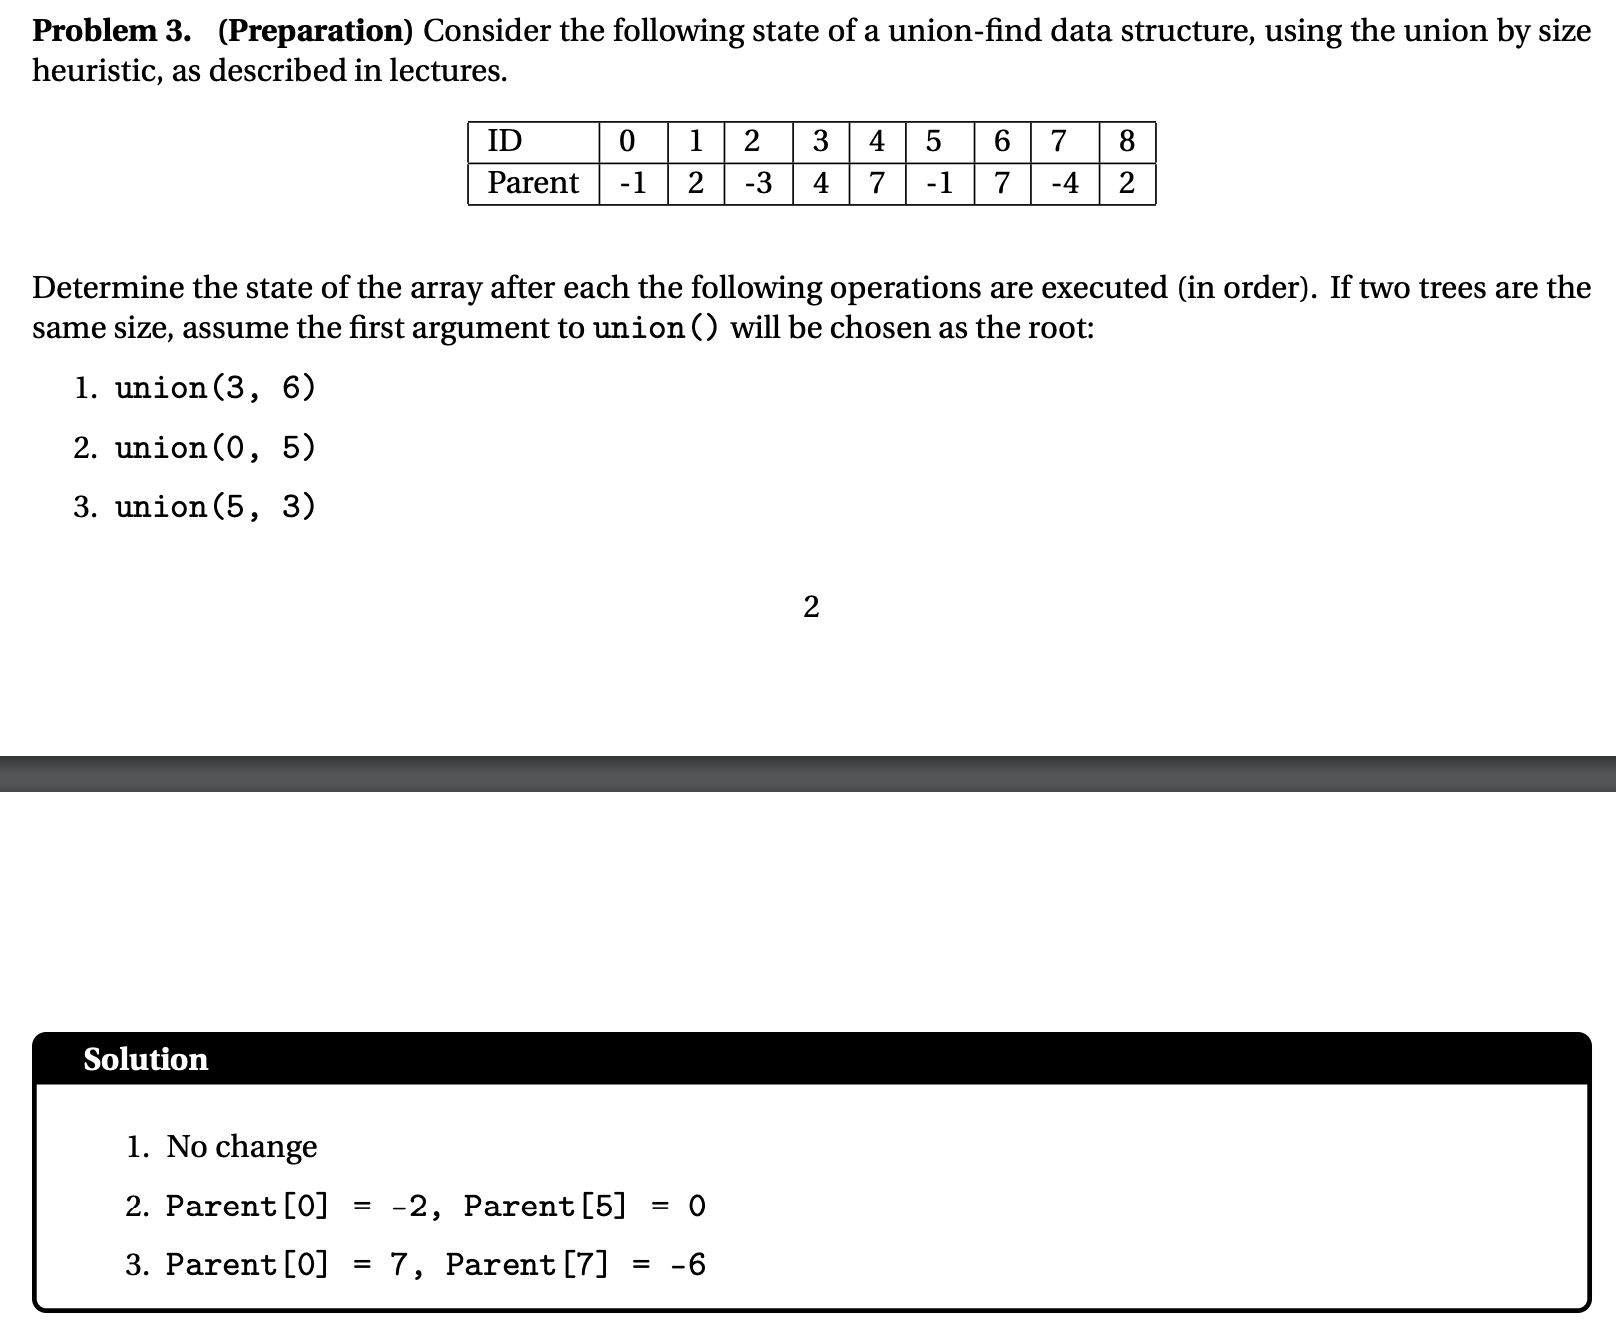 Problem 3. (Preparation) Consider the following state of a union-find data structure, using the union by size
heuristic, as described in lectures.
ID 0 1 2 3 4 5 6 7 8
Parent -1 2 -3 4 7 -1 7 -4 2
Determine the state of the array after each the following operations are executed (in order). If two trees are the
same size, assume the first argument to union() will be chosen as the root:
1. union(3, 6)
2. union(0, 5)
3. union(5, 3)
2
Solution
1. No change
2. Parent[0] = -2, Parent[5] = 0
3. Parent[0] = 7, Parent[7] = -6